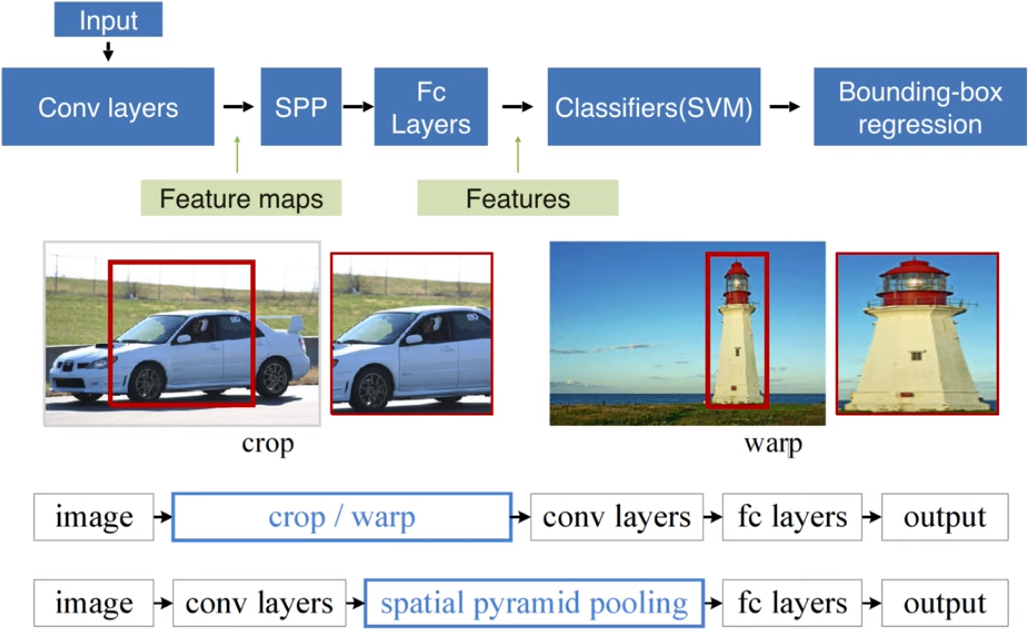 Input
Conv layers
SPP
Fc
Layers
Classifiers(SVM)
Bounding-box
regression
Feature maps
Features
crop
warp
image
crop / warp
conv layers
fc layers
output
image
conv layers
spatial pyramid pooling
fc layers
output